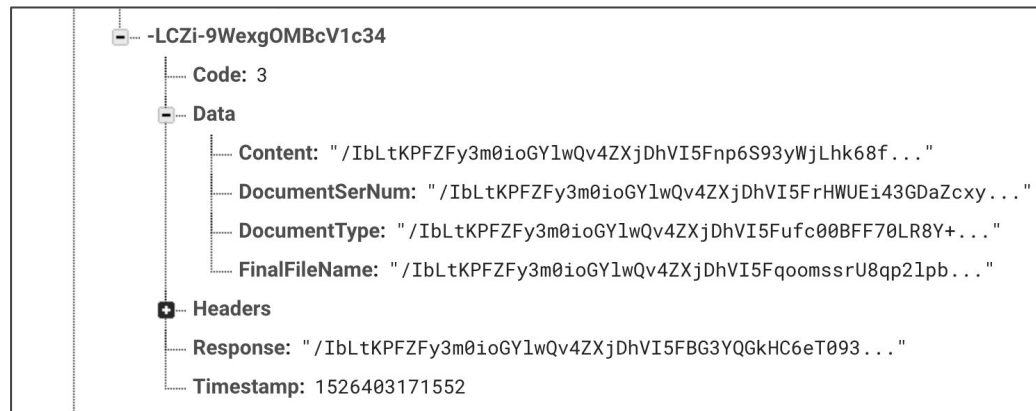 -LCZi-9WexgOMBcV1c34
Code: 3
Data
Content: "/IbLtKPFZFy3m0ioGYlwQv4ZXjDhVI5Fnp6S93yWjLhk68f..."
DocumentSerNum: "/IbLtKPFZFy3m0ioGYlwQv4ZXjDhVI5FrHWUEi43GDaZcxy..."
DocumentType: "/IbLtKPFZFy3m0ioGYlwQv4ZXjDhVI5Fufc00BFF70LR8Y+..."
FinalFileName: "/IbLtKPFZFy3m0ioGYlwQv4ZXjDhVI5FqoomssrU8qp2lpb..."
Headers
Response: "/IbLtKPFZFy3m0ioGYlwQv4ZXjDhVI5FBG3YQGkHC6eT093..."
Timestamp: 1526403171552